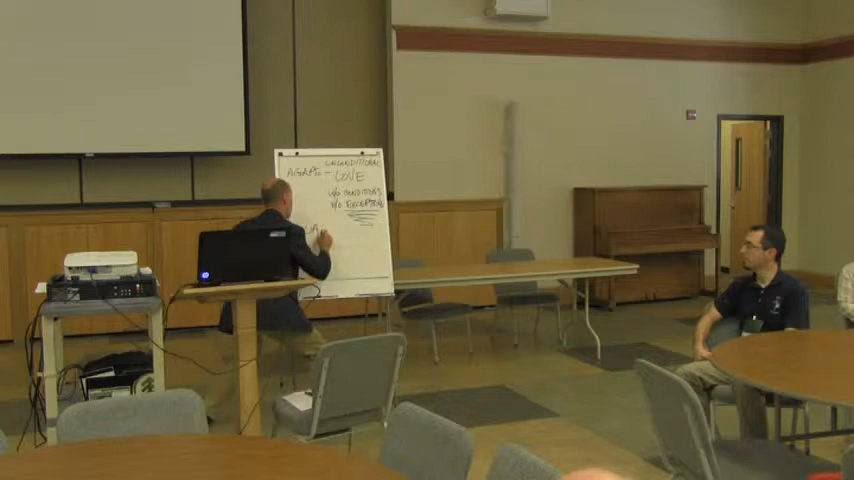 UNCONDITIONAL
AGAPE - LOVE
W/O CONDITIONS
W/O EXCEPTIONS